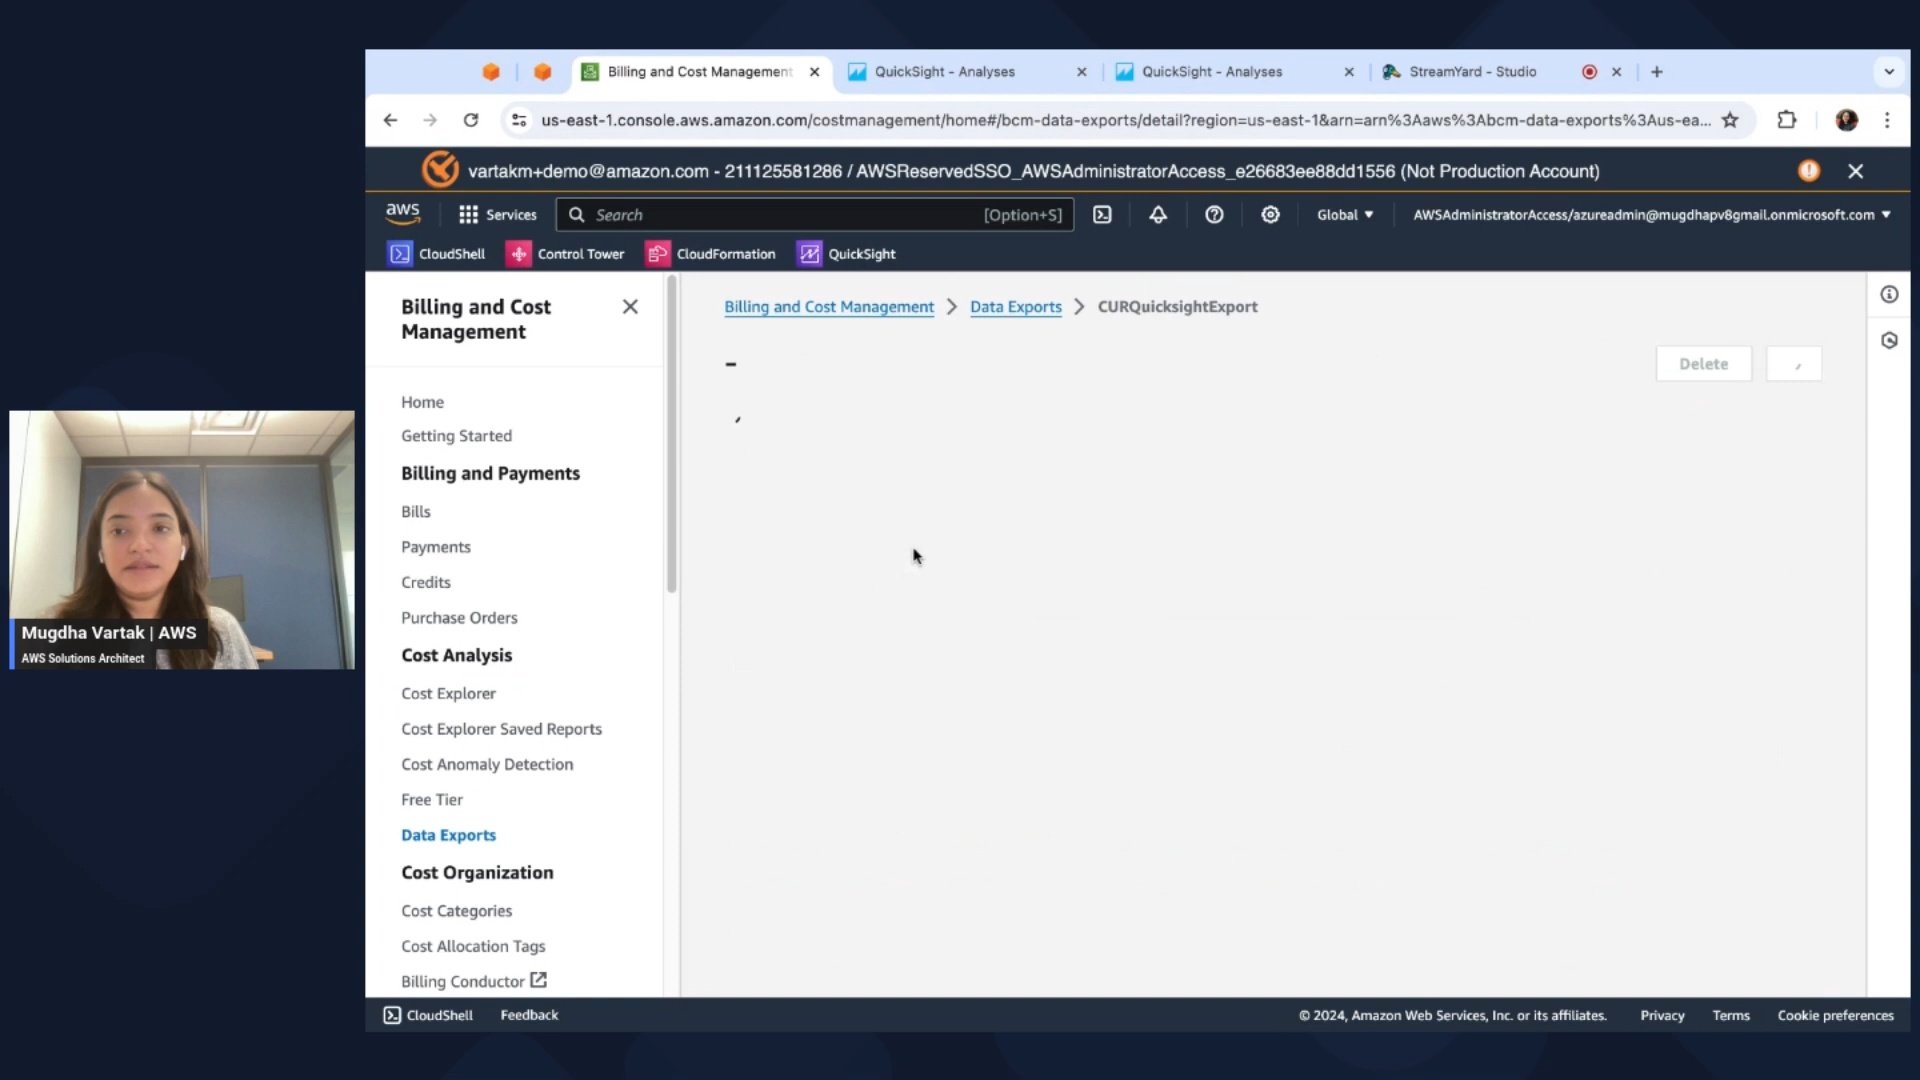 Billing and Cost Management
QuickSight - Analyses
QuickSight - Analyses
StreamYard - Studio
us-east-1.console.aws.amazon.com/costmanagement/home#/bcm-data-exports/detail?region=us-east-1&arn=arn%3Aaws%3Abcm-data-exports%3Aus-ea...
vartakm+demo@amazon.com - 211125581286 / AWSReservedSSO_AWSAdministratorAccess_e26683ee88dd1556 (Not Production Account)
aws
Services
Search
[Option+S]
Global
AWSAdministratorAccess/azureadmin@mugdhapv8gmail.onmicrosoft.com
CloudShell
Control Tower
CloudFormation
QuickSight
Billing and Cost
Management
Home
Getting Started
Billing and Payments
Bills
Payments
Credits
Purchase Orders
Cost Analysis
Cost Explorer
Cost Explorer Saved Reports
Cost Anomaly Detection
Free Tier
Data Exports
Cost Organization
Cost Categories
Cost Allocation Tags
Billing Conductor
Billing and Cost Management > Data Exports > CURQuicksightExport
-
Delete
Mugdha Vartak | AWS
AWS Solutions Architect
CloudShell
Feedback
© 2024, Amazon Web Services, Inc. or its affiliates.
Privacy
Terms
Cookie preferences